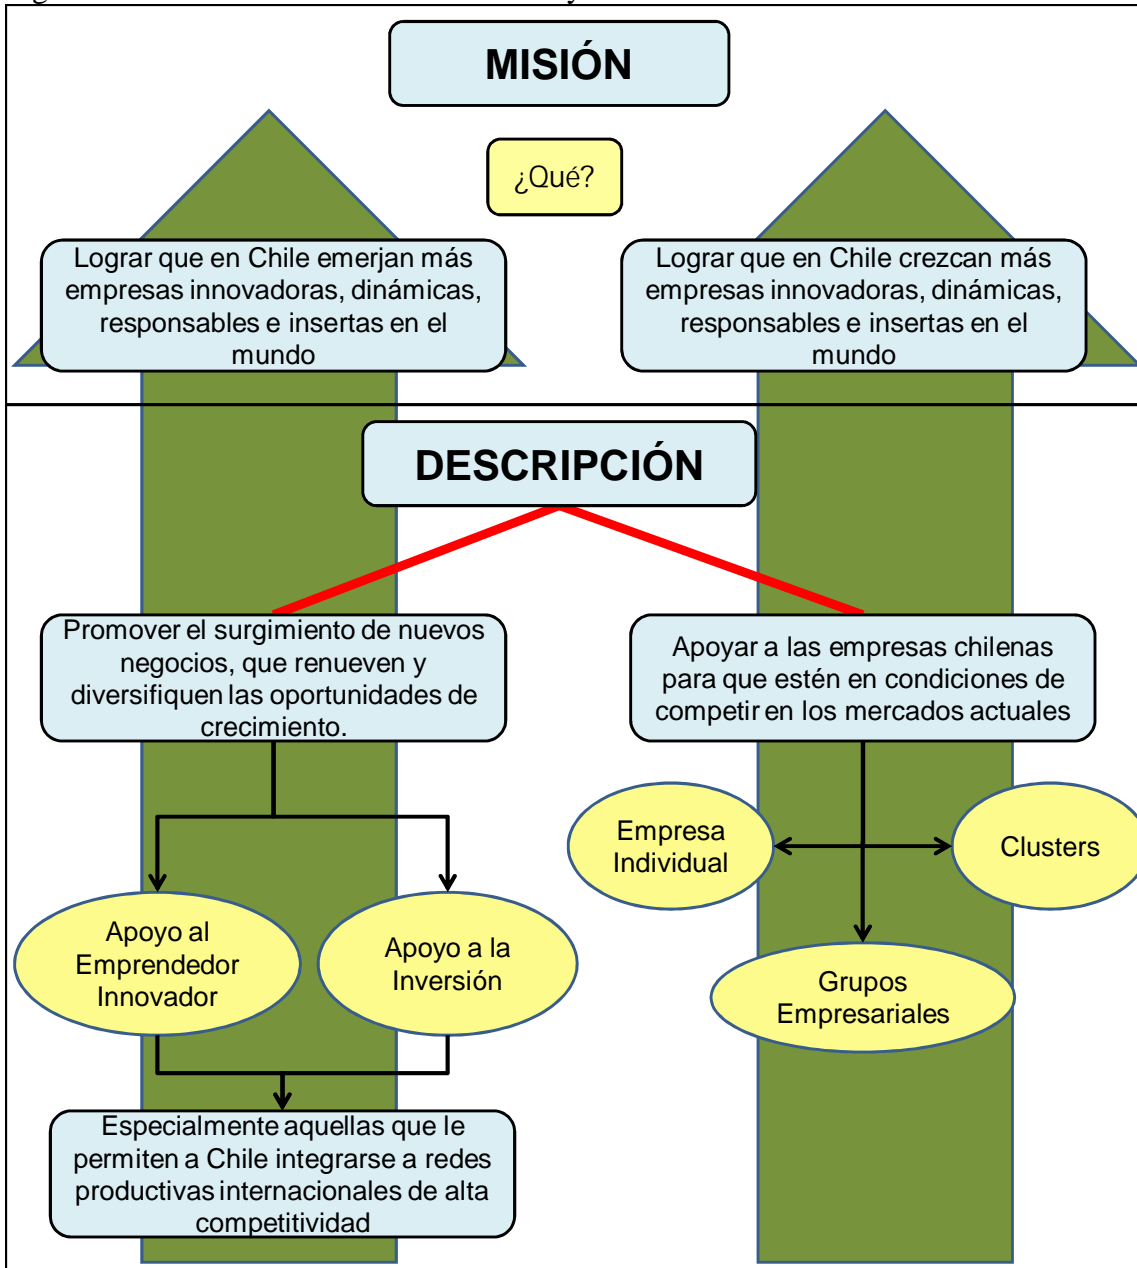 MISIÓN
¿Qué?
Lograr que en Chile emerjan más
empresas innovadoras, dinámicas,
responsables e insertas en el
mundo
Lograr que en Chile crezcan más
empresas innovadoras, dinámicas,
responsables e insertas en el
mundo
DESCRIPCIÓN
Promover el surgimiento de nuevos
negocios, que renueven y
diversifiquen las oportunidades de
crecimiento.
Apoyar a las empresas chilenas
para que estén en condiciones de
competir en los mercados actuales
Empresa
Individual
Clusters
Apoyo al
Emprendedor
Innovador
Apoyo a la
Inversión
Grupos
Empresariales
Especialmente aquellas que le
permiten a Chile integrarse a redes
productivas internacionales de alta
competitividad